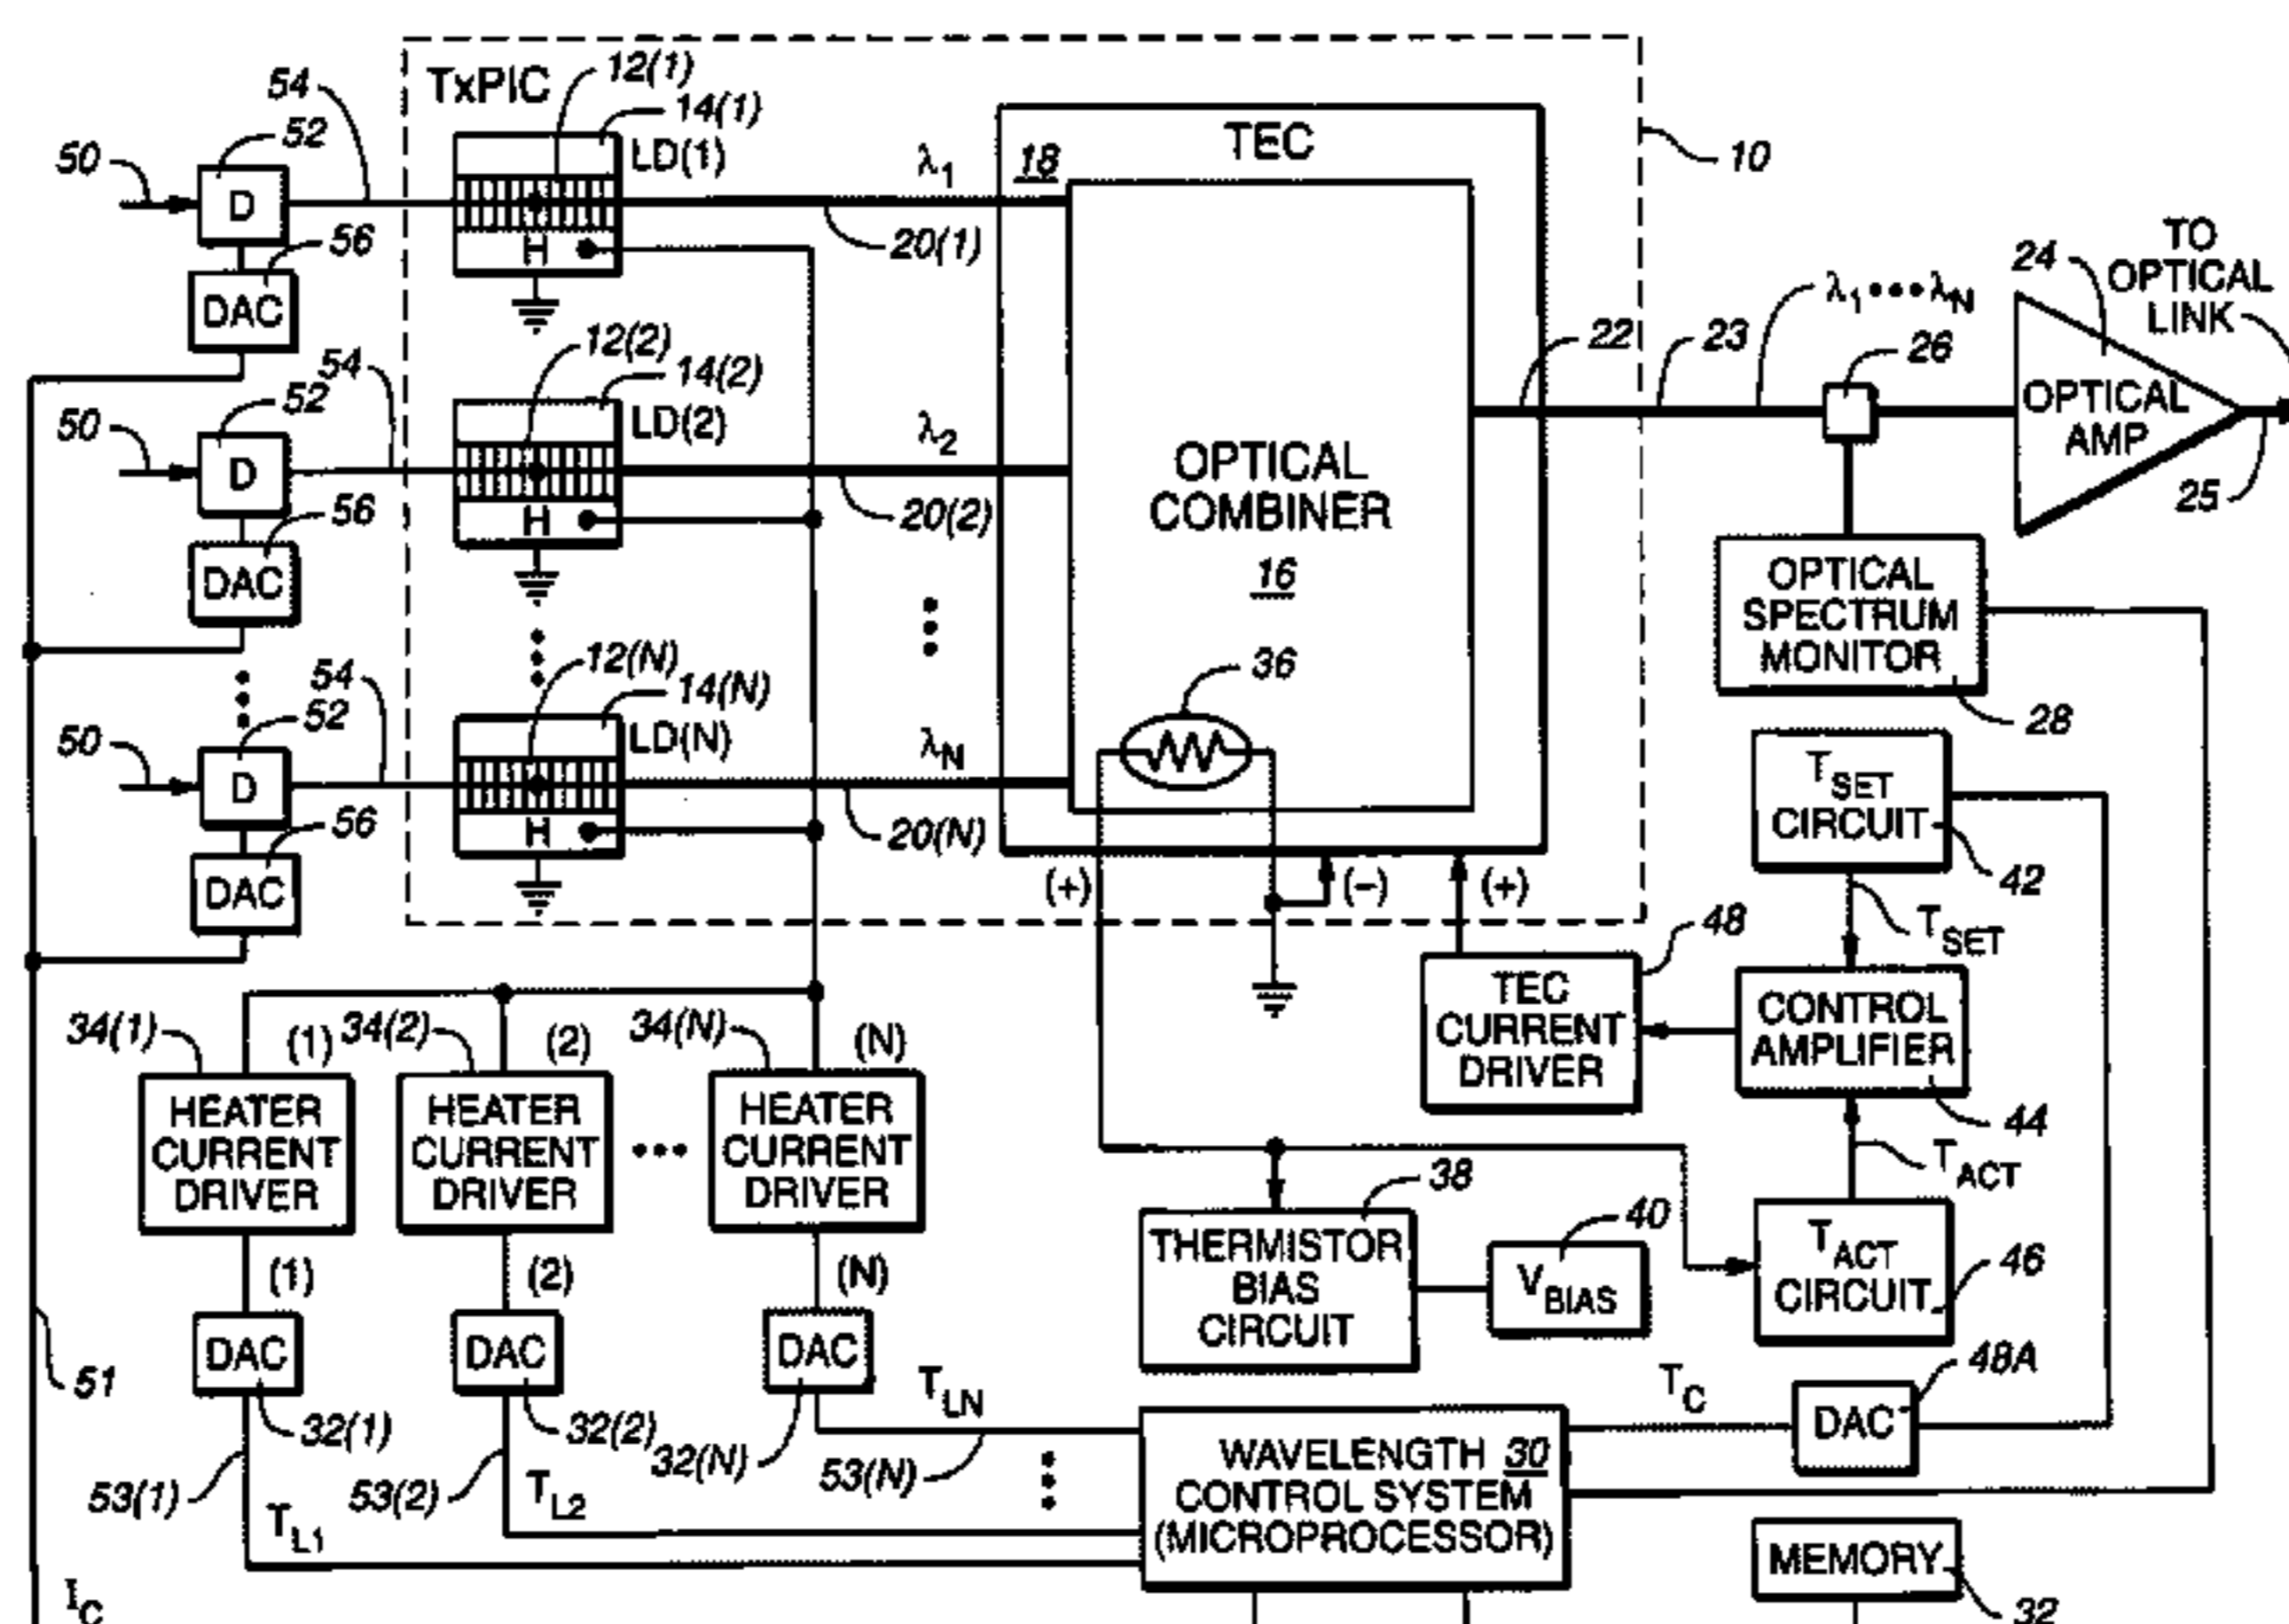 TxPIC
12(1)
14(1)
LD(1)
54
52
50
D
56
DAC
H
λ1
20(1)
TEC
18
10
12(2)
14(2)
LD(2)
54
52
50
D
56
DAC
H
λ2
20(2)
OPTICAL
COMBINER
16
22
23
λ1•••λN
26
24
TO
OPTICAL
LINK
OPTICAL
AMP
25
OPTICAL
SPECTRUM
MONITOR
28
12(N)
14(N)
LD(N)
54
52
50
D
56
DAC
H
λN
20(N)
36
(+)
(–)
(+)
TSET
CIRCUIT
42
TSET
48
TEC
CURRENT
DRIVER
CONTROL
AMPLIFIER
44
TACT
TACT
CIRCUIT
46
34(1)
(1)
34(2)
(2)
34(N)
(N)
HEATER
CURRENT
DRIVER
HEATER
CURRENT
DRIVER
•••
HEATER
CURRENT
DRIVER
38
THERMISTOR
BIAS
CIRCUIT
40
VBIAS
(1)
(2)
(N)
DAC
DAC
DAC
51
32(1)
32(2)
32(N)
53(1)
53(2)
53(N)
TL1
TL2
TLN
WAVELENGTH 30
CONTROL SYSTEM
(MICROPROCESSOR)
TC
48A
DAC
MEMORY
32
IC